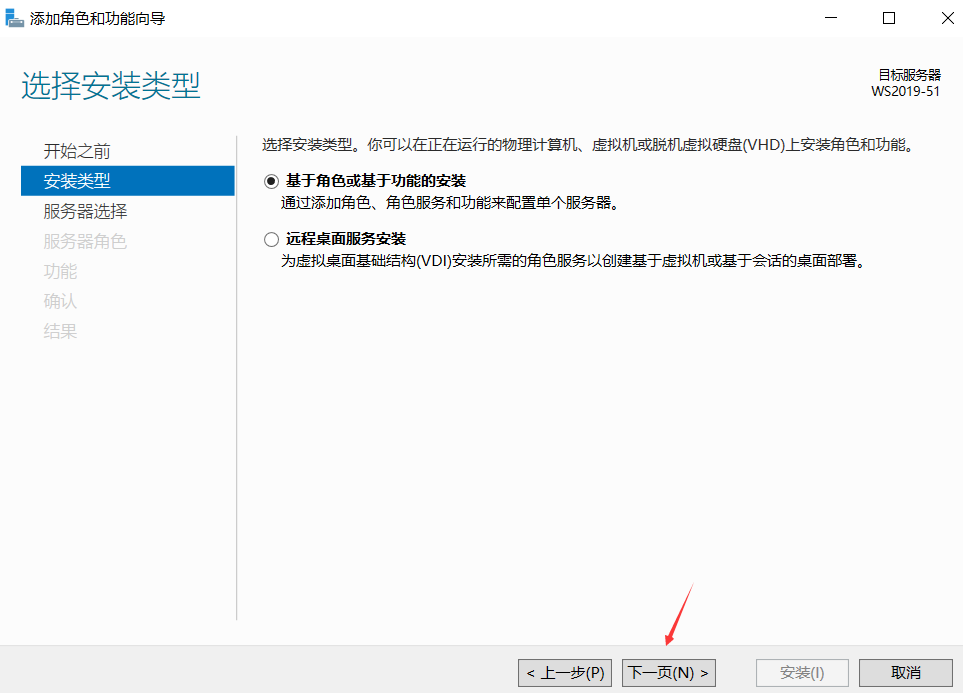 添加角色和功能向导
选择安装类型
目标服务器
WS2019-51
开始之前
安装类型
服务器选择
服务器角色
功能
确认
结果
选择安装类型。你可以在正在运行的物理计算机、虚拟机或脱机虚拟硬盘(VHD)上安装角色和功能。
基于角色或基于功能的安装
通过添加角色、角色服务和功能来配置单个服务器。
远程桌面服务安装
为虚拟桌面基础结构(VDI)安装所需的角色服务以创建基于虚拟机或基于会话的桌面部署。
< 上一步(P)
下一页(N) >
安装(I)
取消